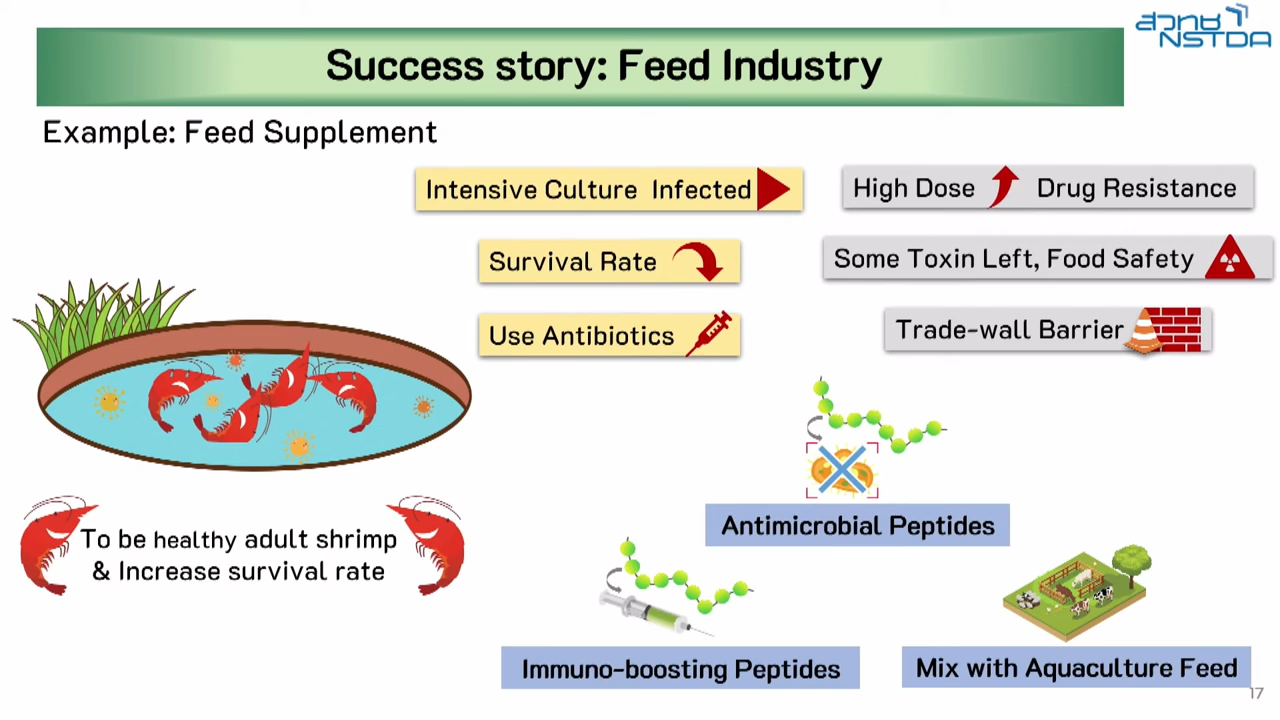 สวทช
NSTDA
Success story: Feed Industry
Example: Feed Supplement
Intensive Culture Infected
High Dose Drug Resistance
Survival Rate
Some Toxin Left, Food Safety
Use Antibiotics
Trade-wall Barrier
Antimicrobial Peptides
To be healthy adult shrimp
& Increase survival rate
Immuno-boosting Peptides
Mix with Aquaculture Feed
17